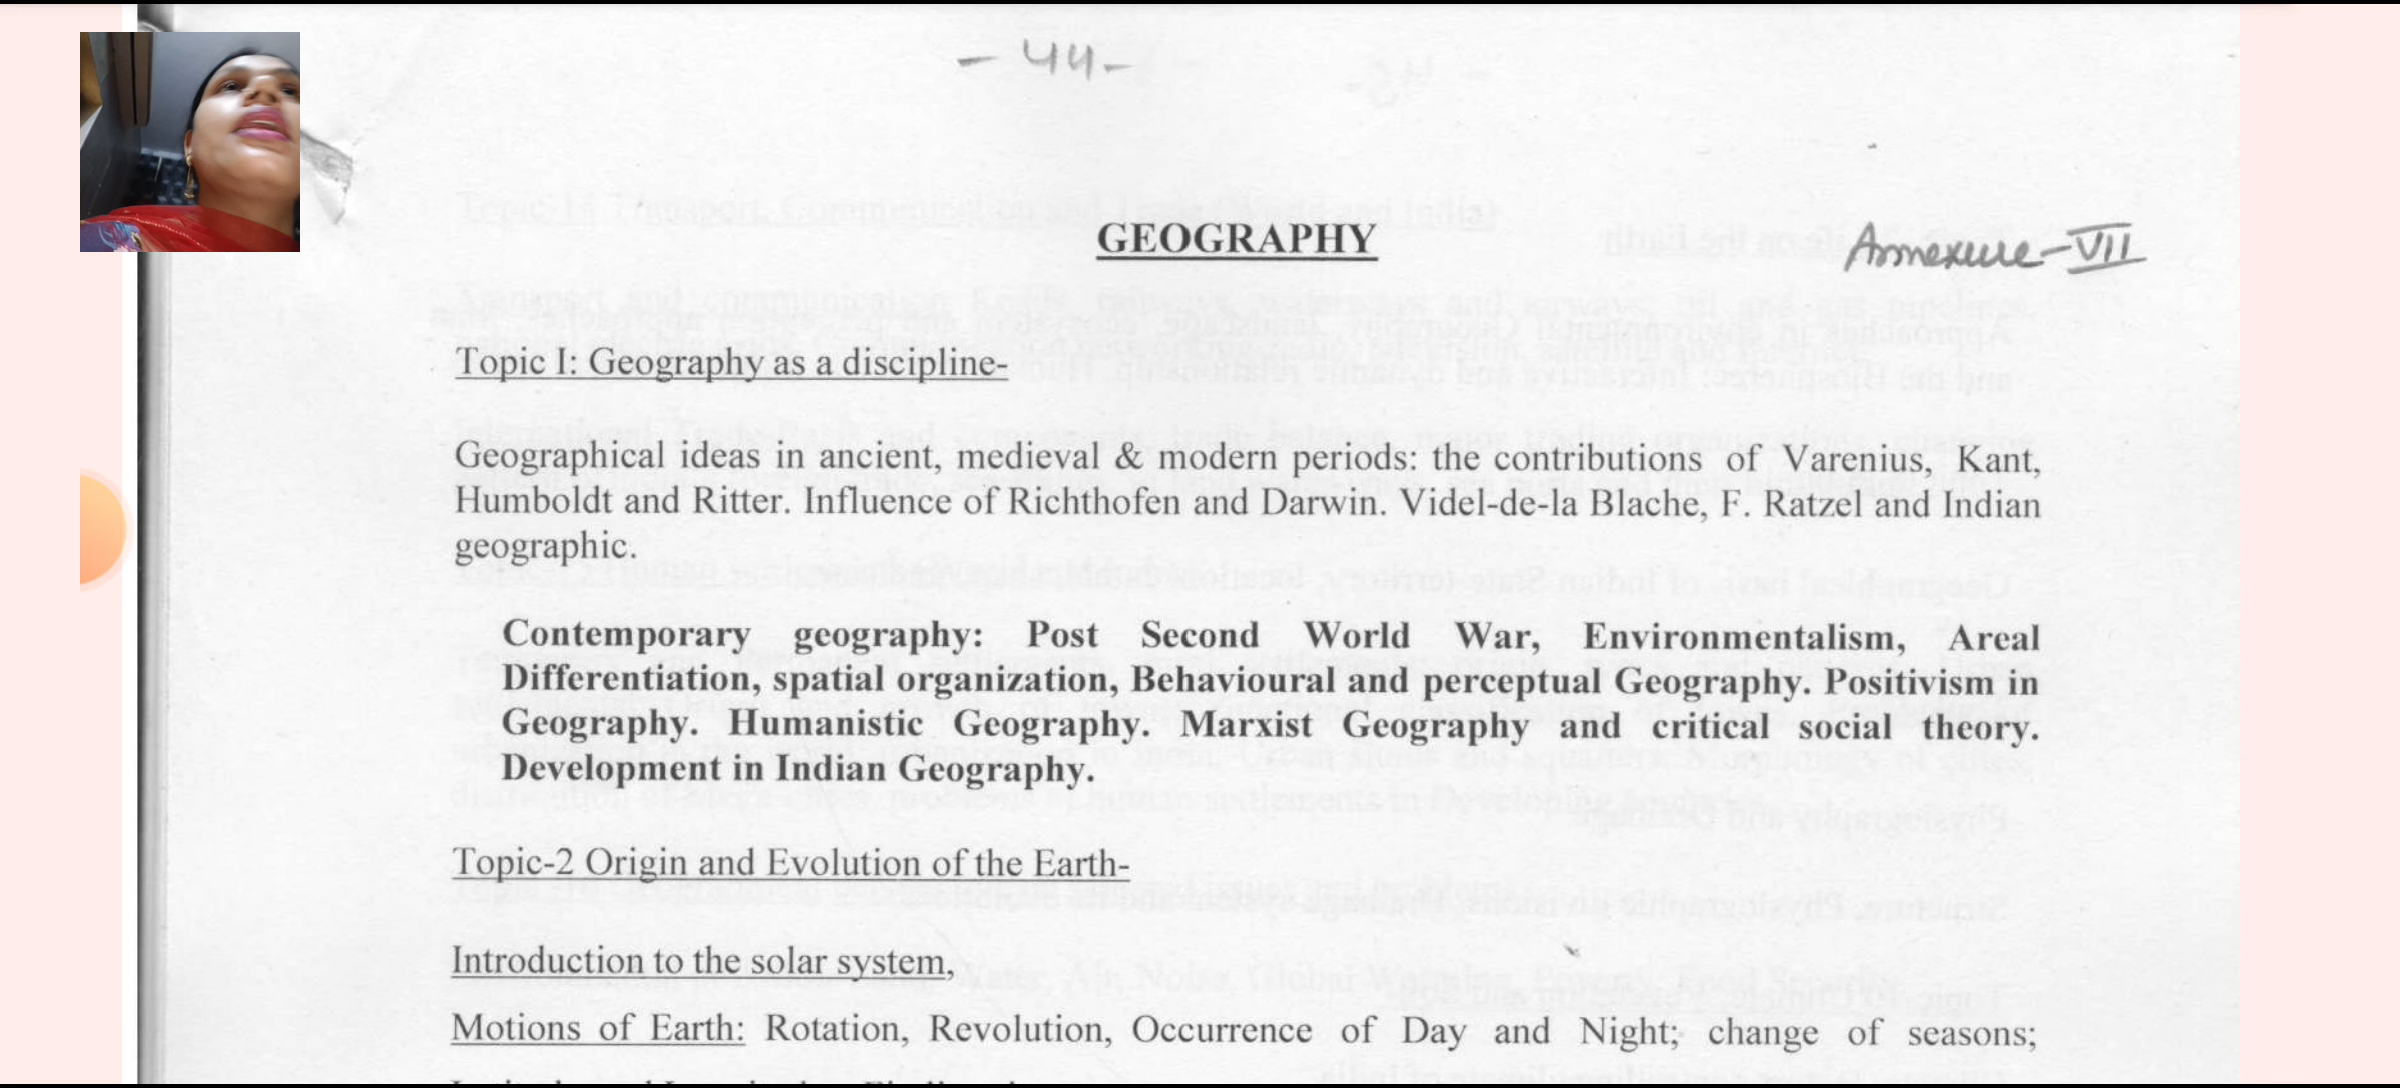 - 44 -
GEOGRAPHY
Annexure-VII
Topic I: Geography as a discipline-
Geographical ideas in ancient, medieval & modern periods: the contributions of Varenius, Kant,
Humboldt and Ritter. Influence of Richthofen and Darwin. Videl-de-la Blache, F. Ratzel and Indian
geographic.
Contemporary geography: Post Second World War, Environmentalism, Areal
Differentiation, spatial organization, Behavioural and perceptual Geography. Positivism in
Geography. Humanistic Geography. Marxist Geography and critical social theory.
Development in Indian Geography.
Topic-2 Origin and Evolution of the Earth-
Introduction to the solar system,
Motions of Earth: Rotation, Revolution, Occurrence of Day and Night; change of seasons;